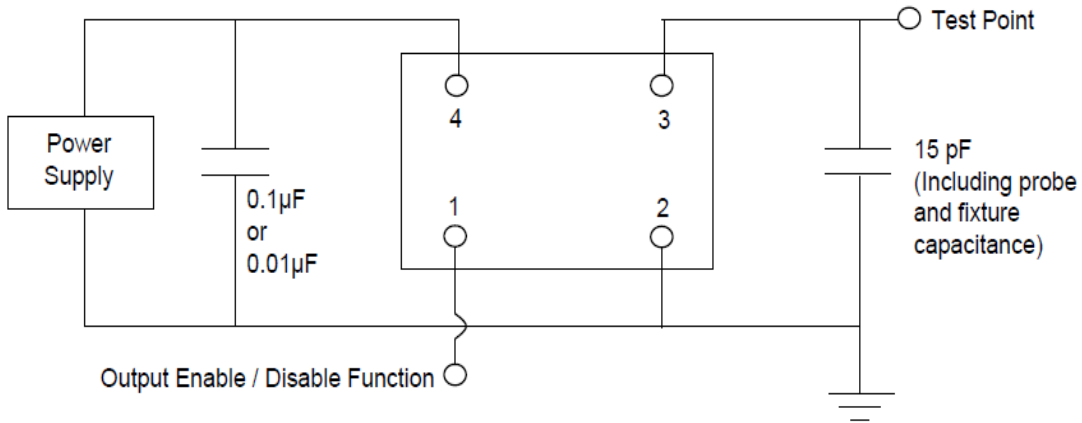 Test Point
4
3
Power
Supply
15 pF
(Including probe
and fixture
capacitance)
0.1µF
or
0.01µF
1
2
Output Enable / Disable Function